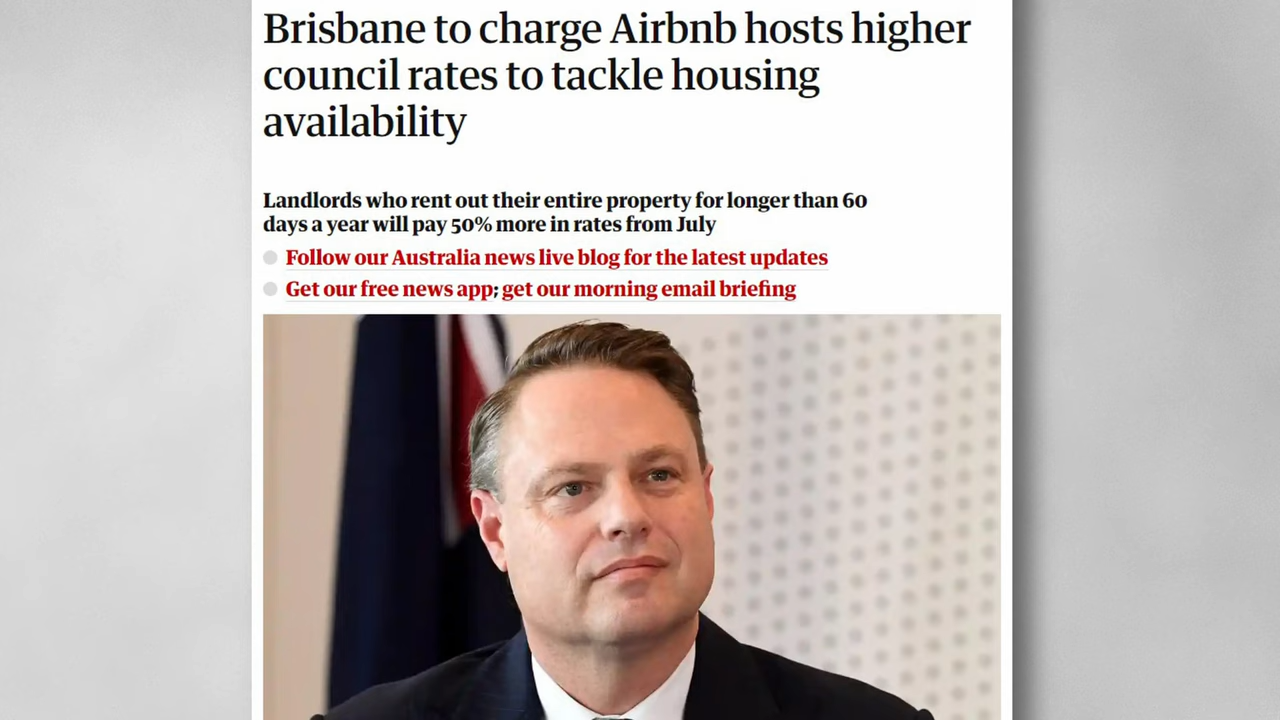 Brisbane to charge Airbnb hosts higher
council rates to tackle housing
availability
Landlords who rent out their entire property for longer than 60
days a year will pay 50% more in rates from July
Follow our Australia news live blog for the latest updates
Get our free news app; get our morning email briefing